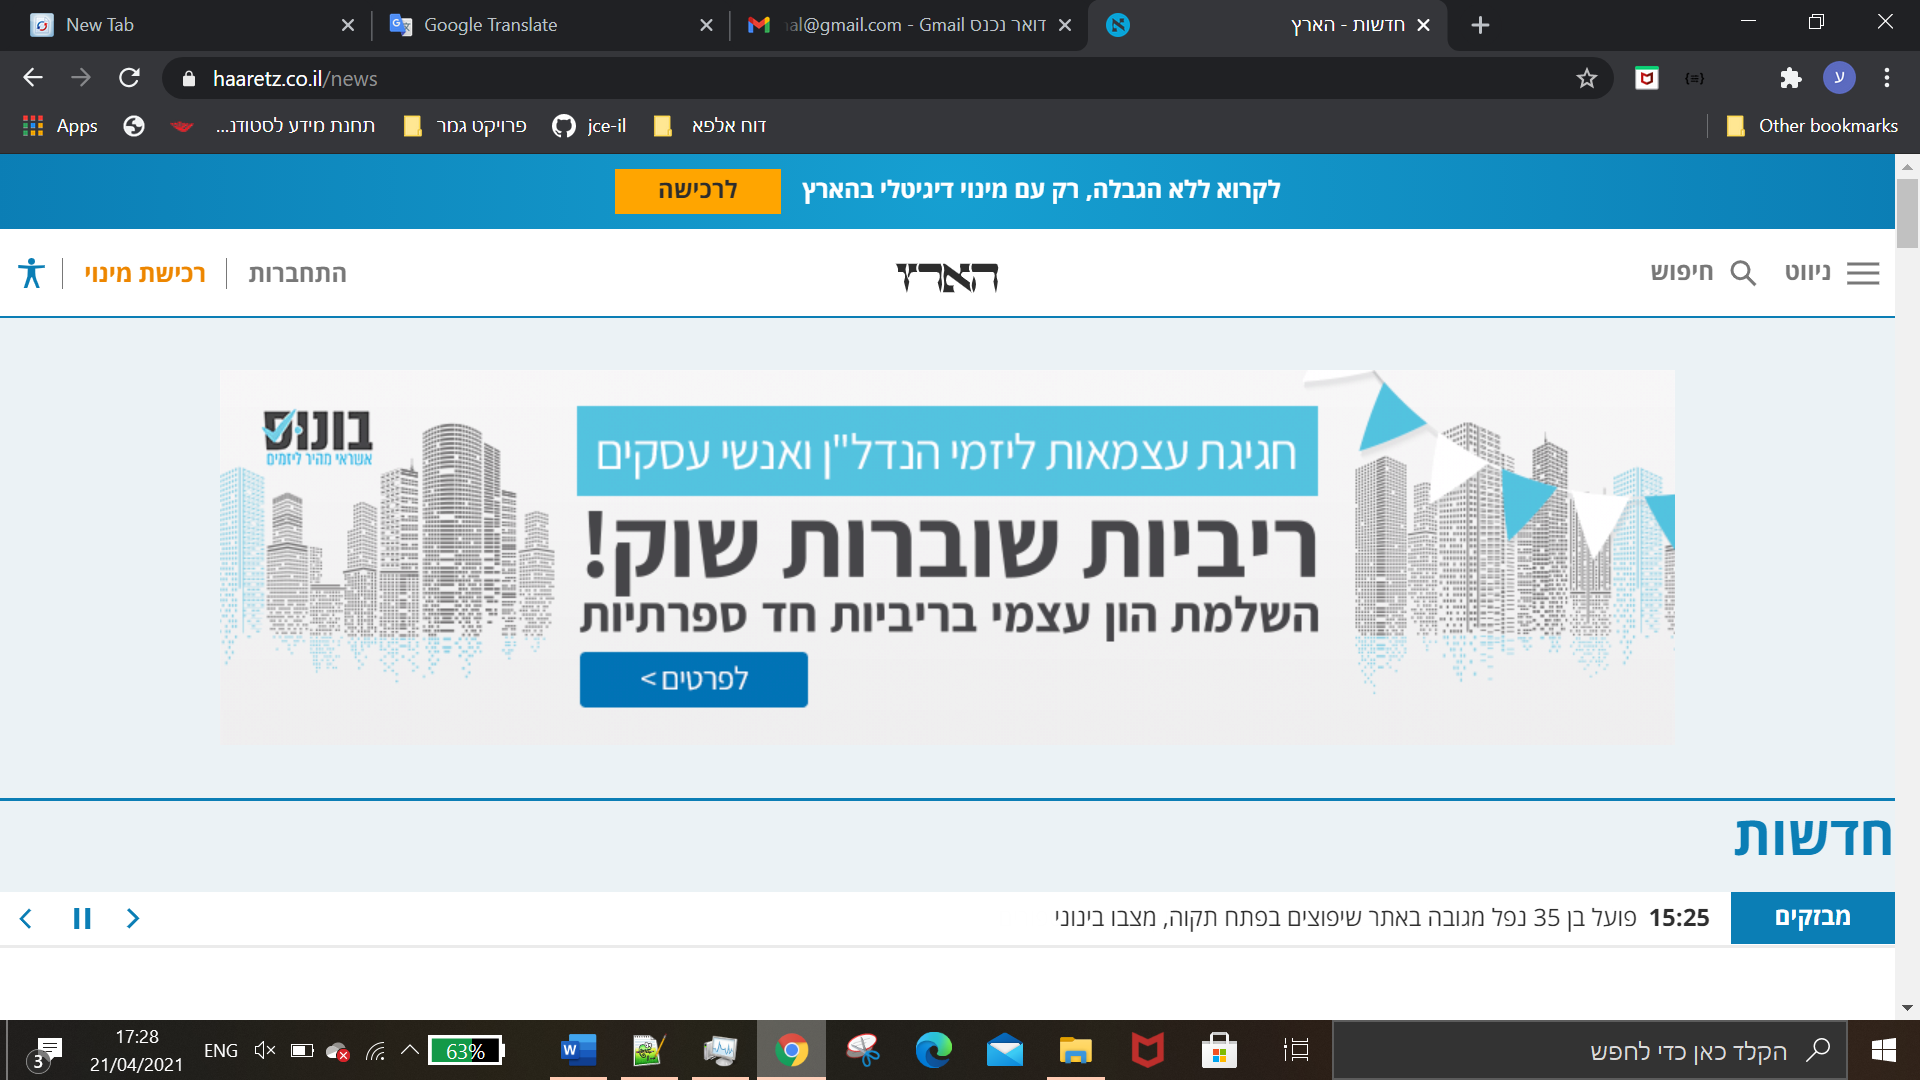 New Tab
Google Translate
al@gmail.com - Gmail דואר נכנס
חדשות - הארץ
haaretz.co.il/news
Apps
תחנת מידע לסטודנ...
פרויקט גמר
jce-il
דוח אלפא
Other bookmarks
לקרוא ללא הגבלה, רק עם מינוי דיגיטלי בהארץ
לרכישה
ניווט
חיפוש
הארץ
התחברות
רכישת מינוי
בונוס
אשראי מהיר ליזמים
חגיגת עצמאות ליזמי הנדל"ן ואנשי עסקים
ריביות שוברות שוק!
השלמת הון עצמי בריביות חד ספרתיות
לפרטים >
חדשות
מבזקים
15:25 פועל בן 35 נפל מגובה באתר שיפוצים בפתח תקוה, מצבו בינוני
3
17:28
21/04/2021
ENG
63%
הקלד כאן כדי לחפש